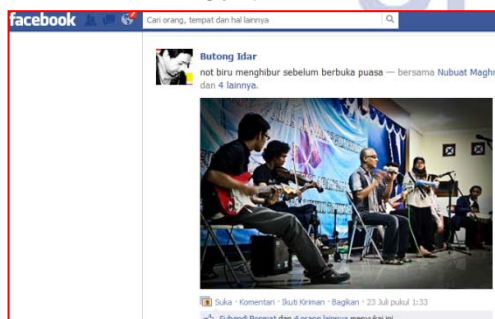 facebook
Cari orang, tempat dan hal lainnya
Butong Idar
not biru menghibur sebelum berbuka puasa — bersama Nubuat Maghr
dan 4 lainnya.
Suka · Komentari · Ikuti Kiriman · Bagikan · 23 Juli pukul 1:33
dan 4 orang lainnya menyukai ini